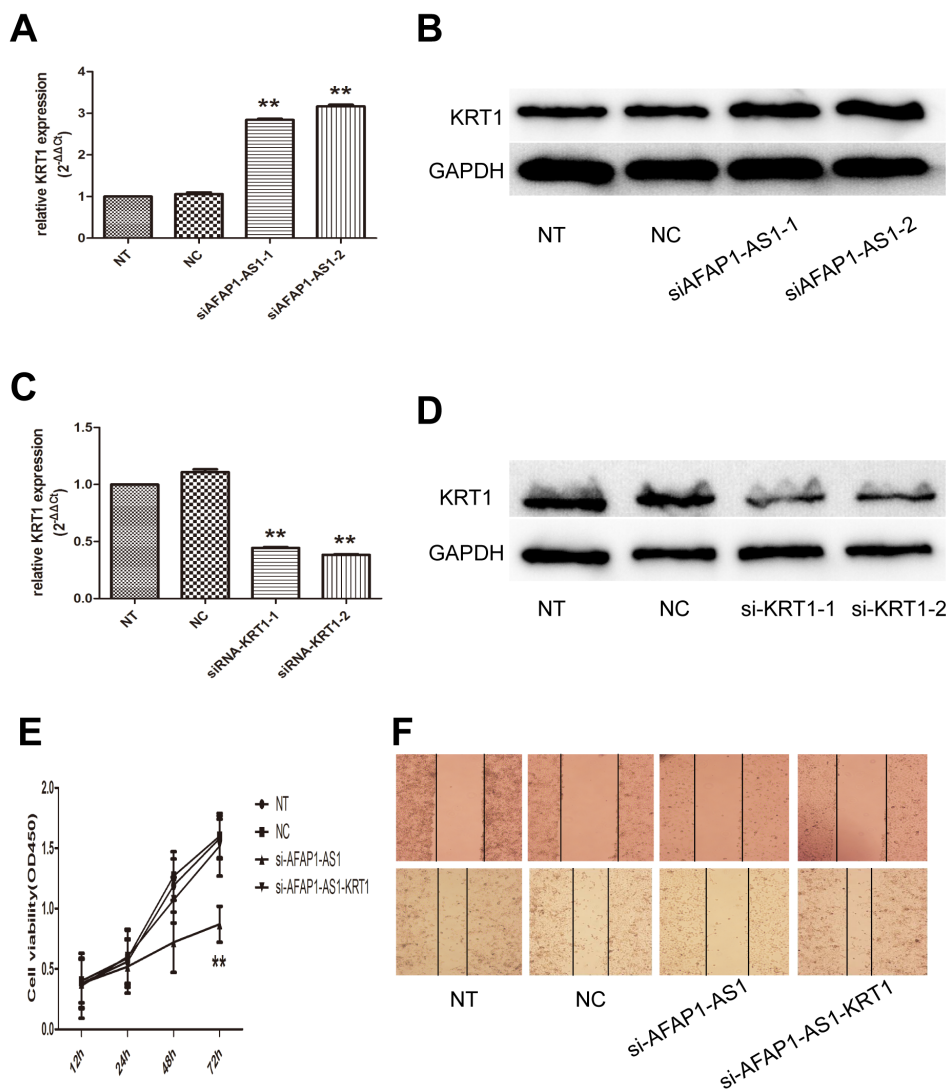 A
relative KRT1 expression
(2-ΔΔCt)
4
3
2
1
0
**
**
NT
NC
siAFAP1-AS1-1
siAFAP1-AS1-2
B
KRT1
GAPDH
NT
NC
siAFAP1-AS1-1
siAFAP1-AS1-2
C
relative KRT1 expression
(2-ΔΔCt)
1.5
1.0
0.5
0.0
**
**
NT
NC
siRNA-KRT1-1
siRNA-KRT1-2
D
KRT1
GAPDH
NT
NC
si-KRT1-1
si-KRT1-2
E
Cell viability(OD450)
2.0
1.5
1.0
0.5
0.0
**
12h
24h
48h
72h
NT
NC
si-AFAP1-AS1
si-AFAP1-AS1-KRT1
F
NT
NC
si-AFAP1-AS1
si-AFAP1-AS1-KRT1